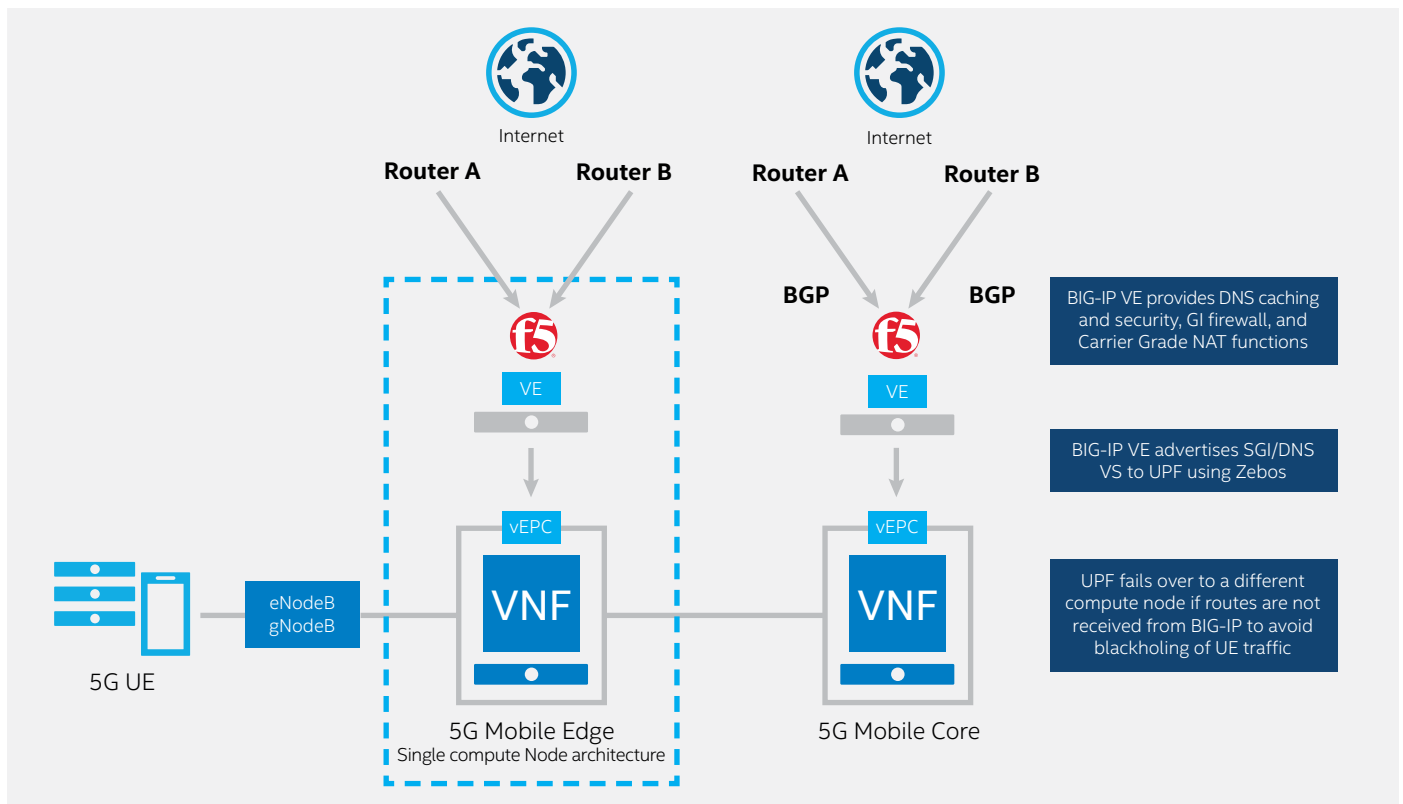 Internet
Internet
Router A
Router B
Router A
Router B
BGP
BGP
f5
VE
f5
VE
BIG-IP VE provides DNS caching
and security, GI firewall, and
Carrier Grade NAT functions
BIG-IP VE advertises SGI/DNS
VS to UPF using Zebos
vEPC
VNF
vEPC
VNF
UPF fails over to a different
compute node if routes are not
received from BIG-IP to avoid
blackholing of UE traffic
eNodeB
gNodeB
5G UE
5G Mobile Edge
Single compute Node architecture
5G Mobile Core